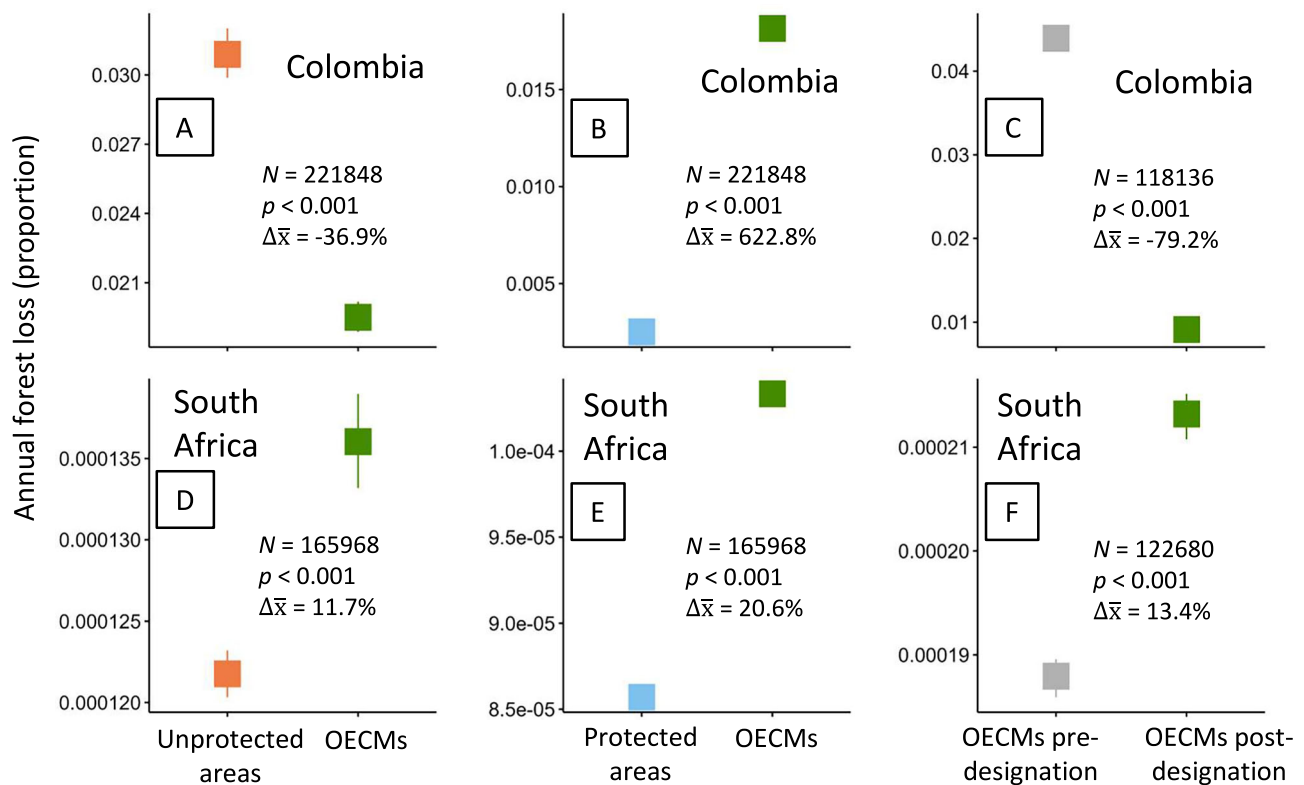 Annual forest loss (proportion)
0.030
0.027
0.024
0.021
A
Colombia
N = 221848
p < 0.001
Δx̅ = -36.9%
0.015
0.010
0.005
B
Colombia
N = 221848
p < 0.001
Δx̅ = 622.8%
0.04
0.03
0.02
0.01
C
Colombia
N = 118136
p < 0.001
Δx̅ = -79.2%
0.000135
0.000130
0.000125
0.000120
South
Africa
D
N = 165968
p < 0.001
Δx̅ = 11.7%
Unprotected
areas
OECMs
1.0e-04
9.5e-05
9.0e-05
8.5e-05
South
Africa
E
N = 165968
p < 0.001
Δx̅ = 20.6%
Protected
areas
OECMs
0.00021
0.00020
0.00019
South
Africa
F
N = 122680
p < 0.001
Δx̅ = 13.4%
OECMs pre-
designation
OECMs post-
designation